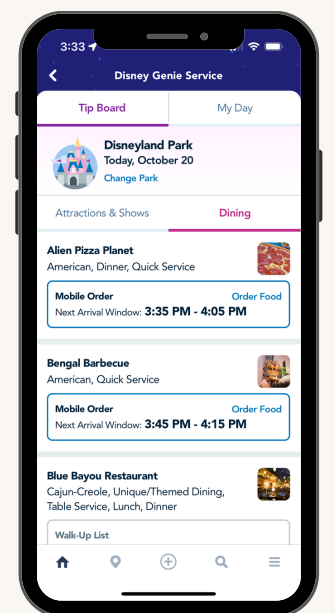 3:33
Disney Genie Service
Tip Board
My Day
Disneyland Park
Today, October 20
Change Park
Attractions & Shows
Dining
Alien Pizza Planet
American, Dinner, Quick Service
Mobile Order
Order Food
Next Arrival Window: 3:35 PM - 4:05 PM
Bengal Barbecue
American, Quick Service
Mobile Order
Order Food
Next Arrival Window: 3:45 PM - 4:15 PM
Blue Bayou Restaurant
Cajun-Creole, Unique/Themed Dining,
Table Service, Lunch, Dinner
Walk-Up List